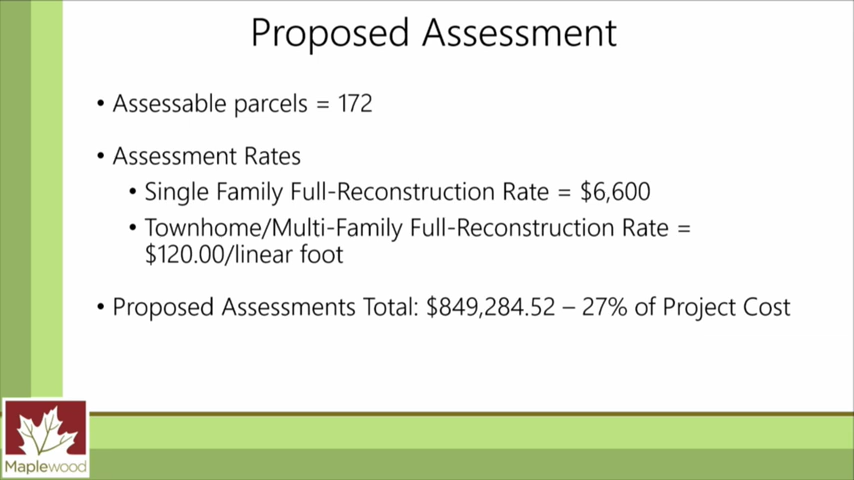 Proposed Assessment
• Assessable parcels = 172
• Assessment Rates
• Single Family Full-Reconstruction Rate = $6,600
• Townhome/Multi-Family Full-Reconstruction Rate =
$120.00/linear foot
• Proposed Assessments Total: $849,284.52 – 27% of Project Cost
Maplewood